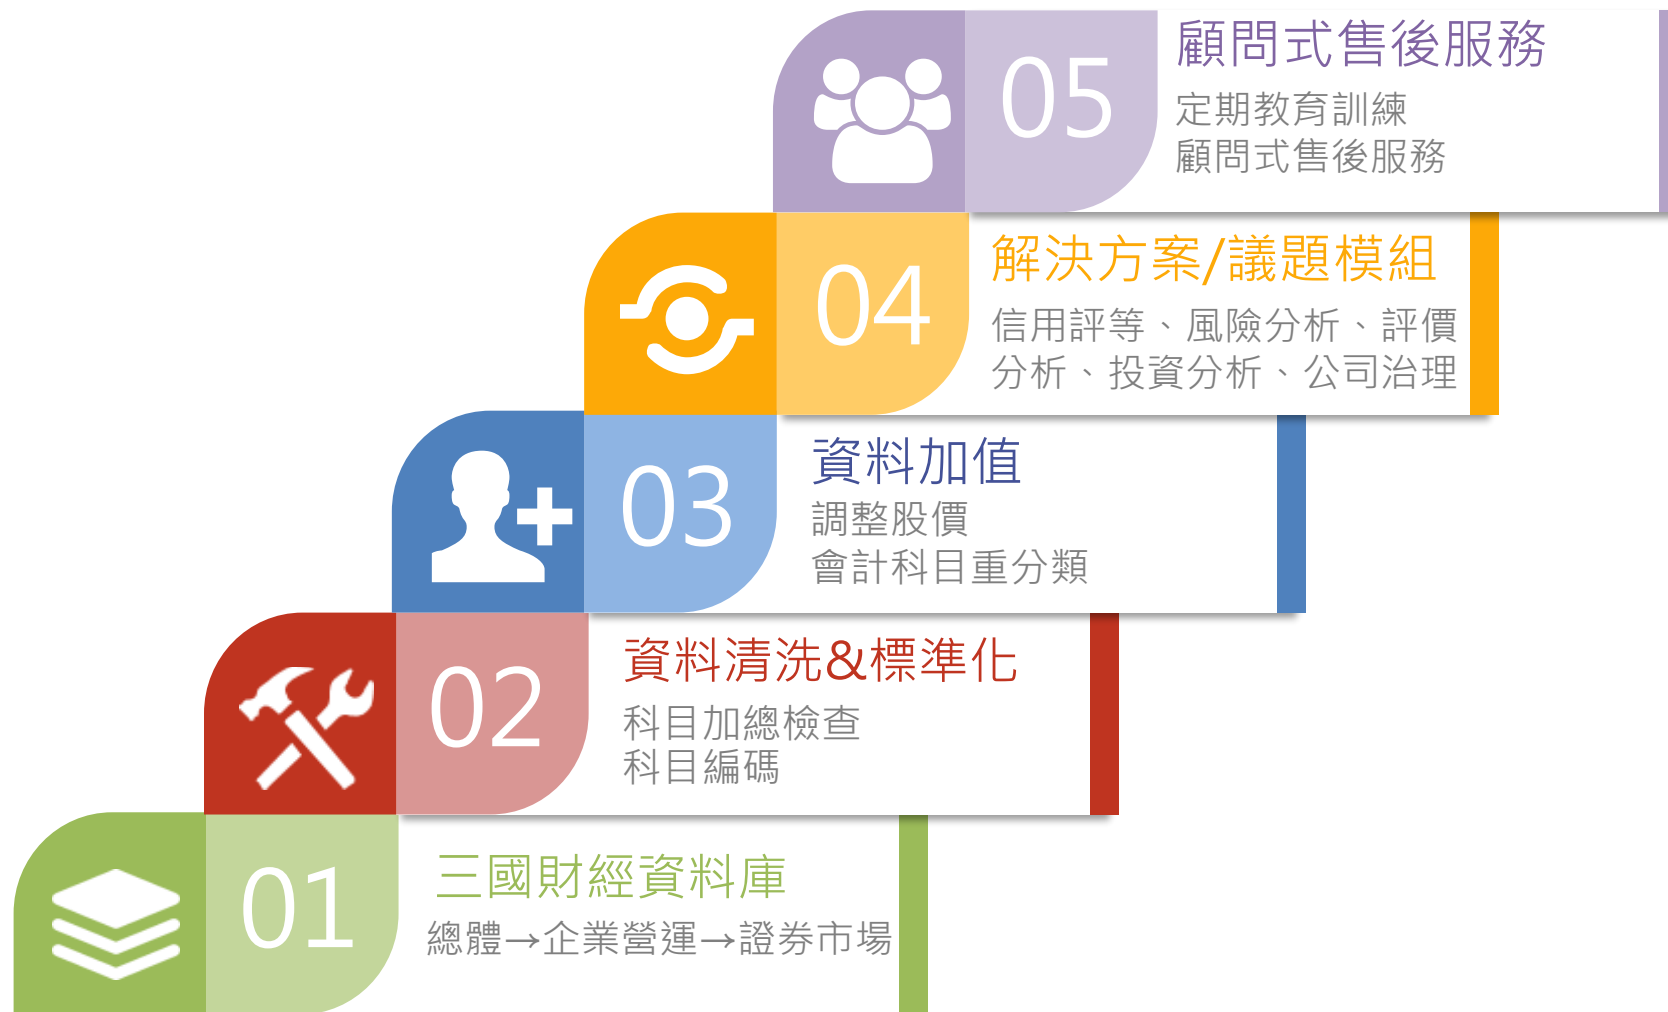 05
顧問式售後服務
定期教育訓練
顧問式售後服務
04
解決方案/議題模組
信用評等、風險分析、評價
分析、投資分析、公司治理
03
資料加值
調整股價
會計科目重分類
02
資料清洗&標準化
科目加總檢查
科目編碼
01
三國財經資料庫
總體→企業營運→證券市場